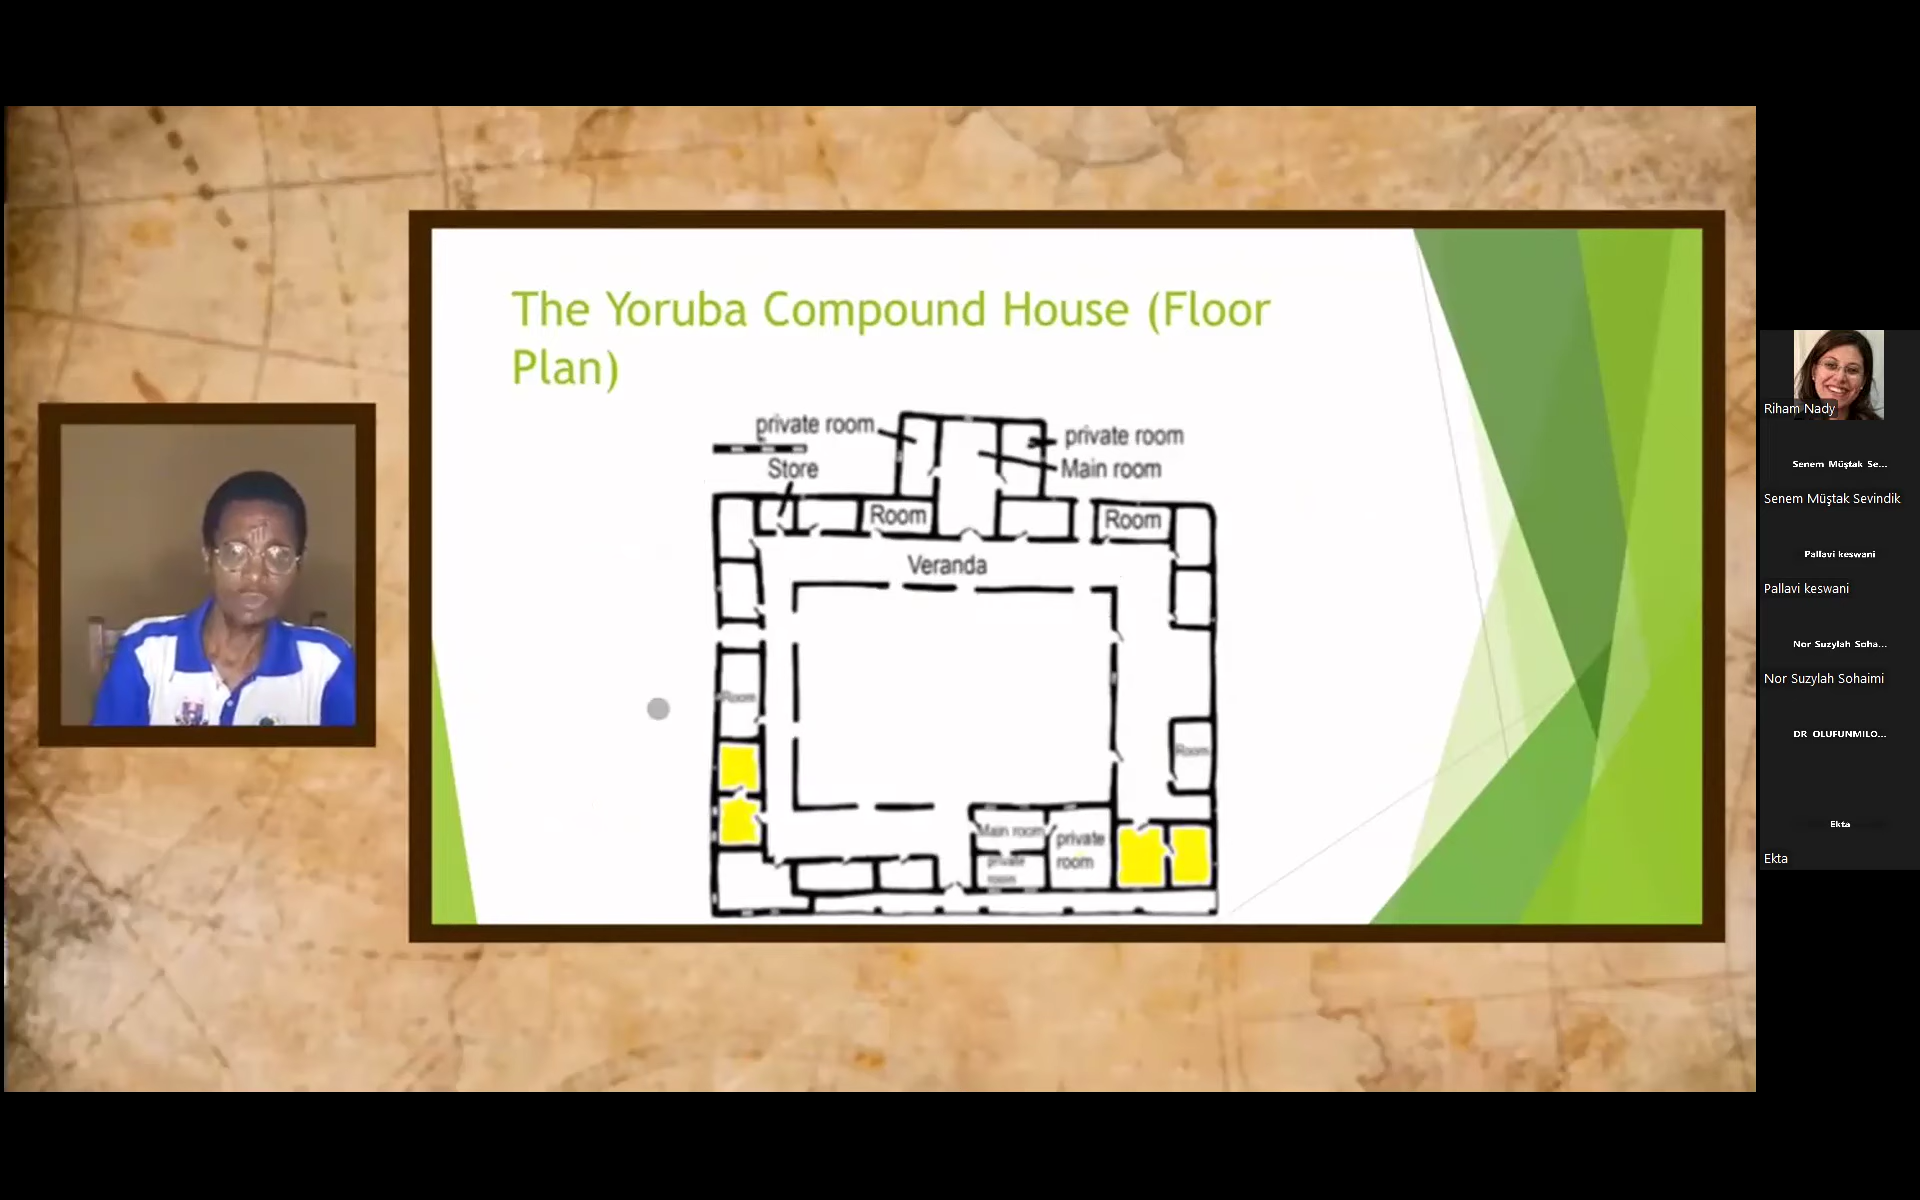 The Yoruba Compound House (Floor
Plan)
private room
private room
Store
Main room
Room
Room
Veranda
Room
Room
Main room
private
room
private
room
Riham Nady
Senem Müştak Se...
Senem Müştak Sevindik
Pallavi keswani
Pallavi keswani
Nor Suzylah Soha...
Nor Suzylah Sohaimi
DR OLUFUNMILO...
Ekta
Ekta